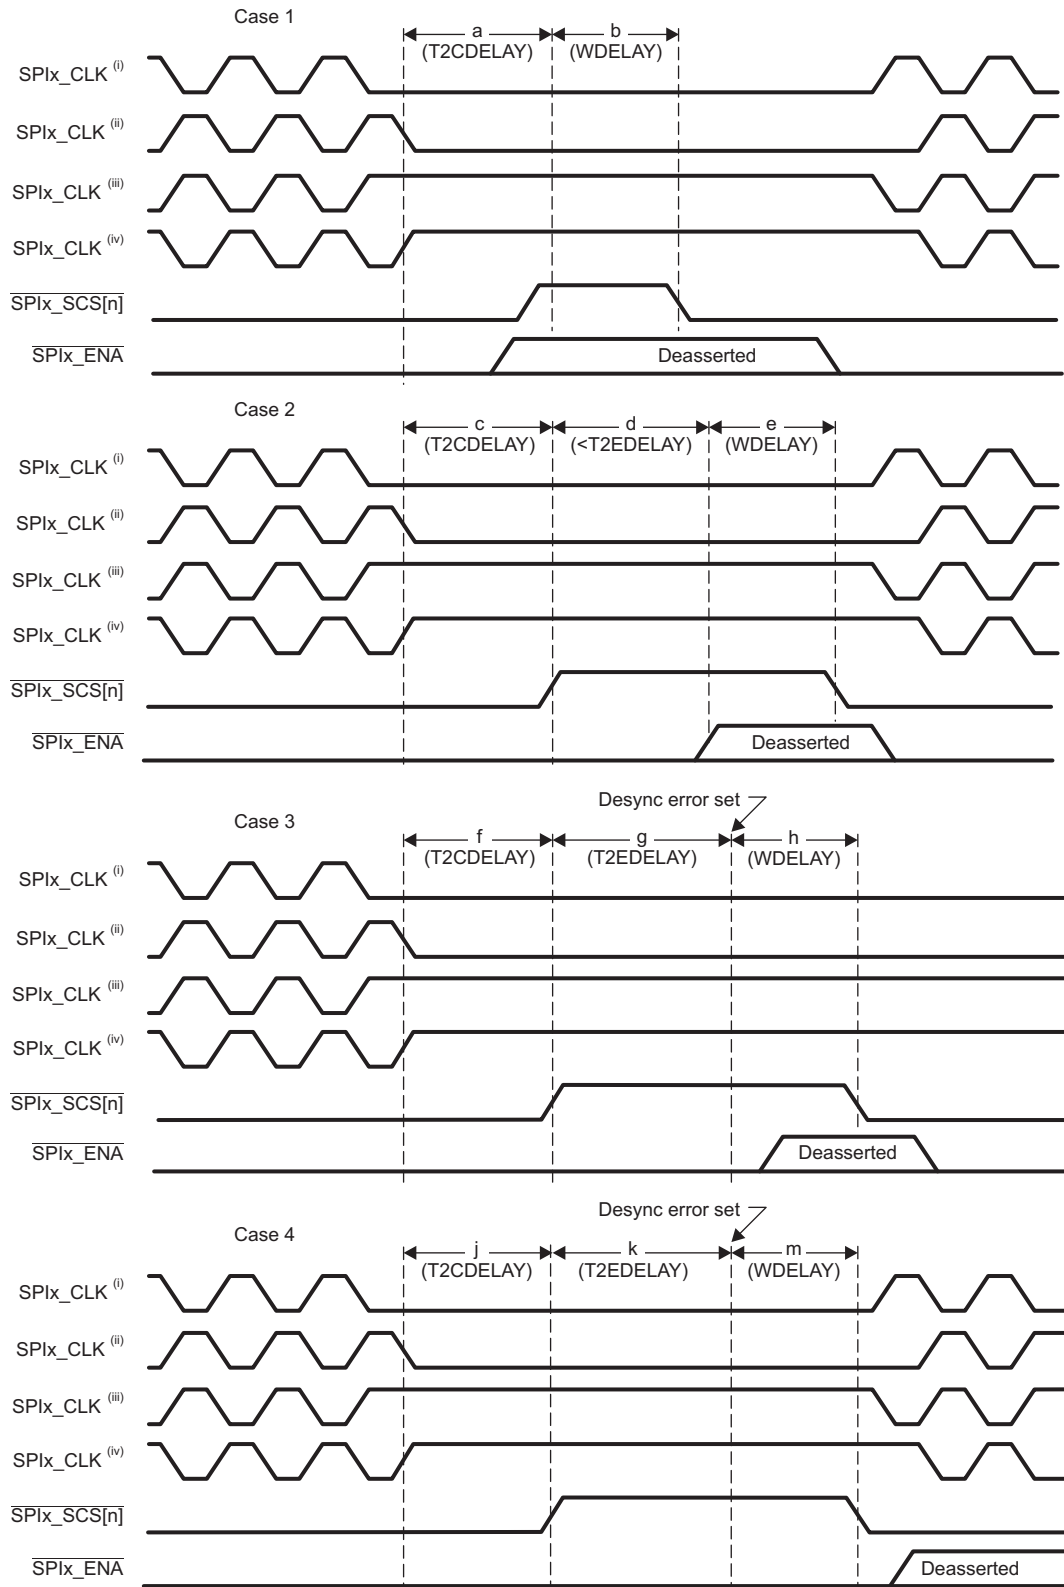 Case 1
a
b
(T2CDELAY)
(WDELAY)
SPIx_CLK (i)
SPIx_CLK (ii)
SPIx_CLK (iii)
SPIx_CLK (iv)
SPIx_SCS[n]
SPIx_ENA
Deasserted
Case 2
c
d
e
(T2CDELAY)
(<T2EDELAY)
(WDELAY)
SPIx_CLK (i)
SPIx_CLK (ii)
SPIx_CLK (iii)
SPIx_CLK (iv)
SPIx_SCS[n]
SPIx_ENA
Deasserted
Desync error set
Case 3
f
g
h
(T2CDELAY)
(T2EDELAY)
(WDELAY)
SPIx_CLK (i)
SPIx_CLK (ii)
SPIx_CLK (iii)
SPIx_CLK (iv)
SPIx_SCS[n]
SPIx_ENA
Deasserted
Desync error set
Case 4
j
k
m
(T2CDELAY)
(T2EDELAY)
(WDELAY)
SPIx_CLK (i)
SPIx_CLK (ii)
SPIx_CLK (iii)
SPIx_CLK (iv)
SPIx_SCS[n]
SPIx_ENA
Deasserted